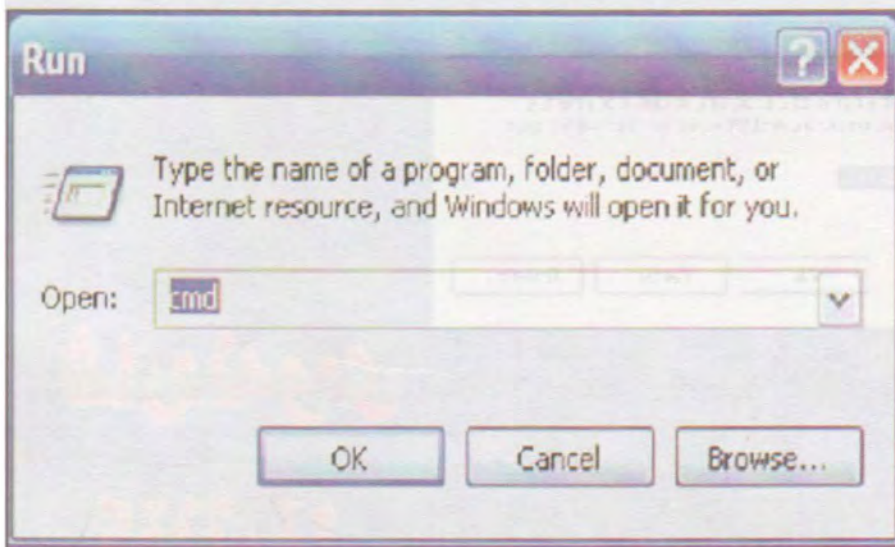 Run
Type the name of a program, folder, document, or
Internet resource, and Windows will open it for you.
Open: cmd
OK Cancel Browse...